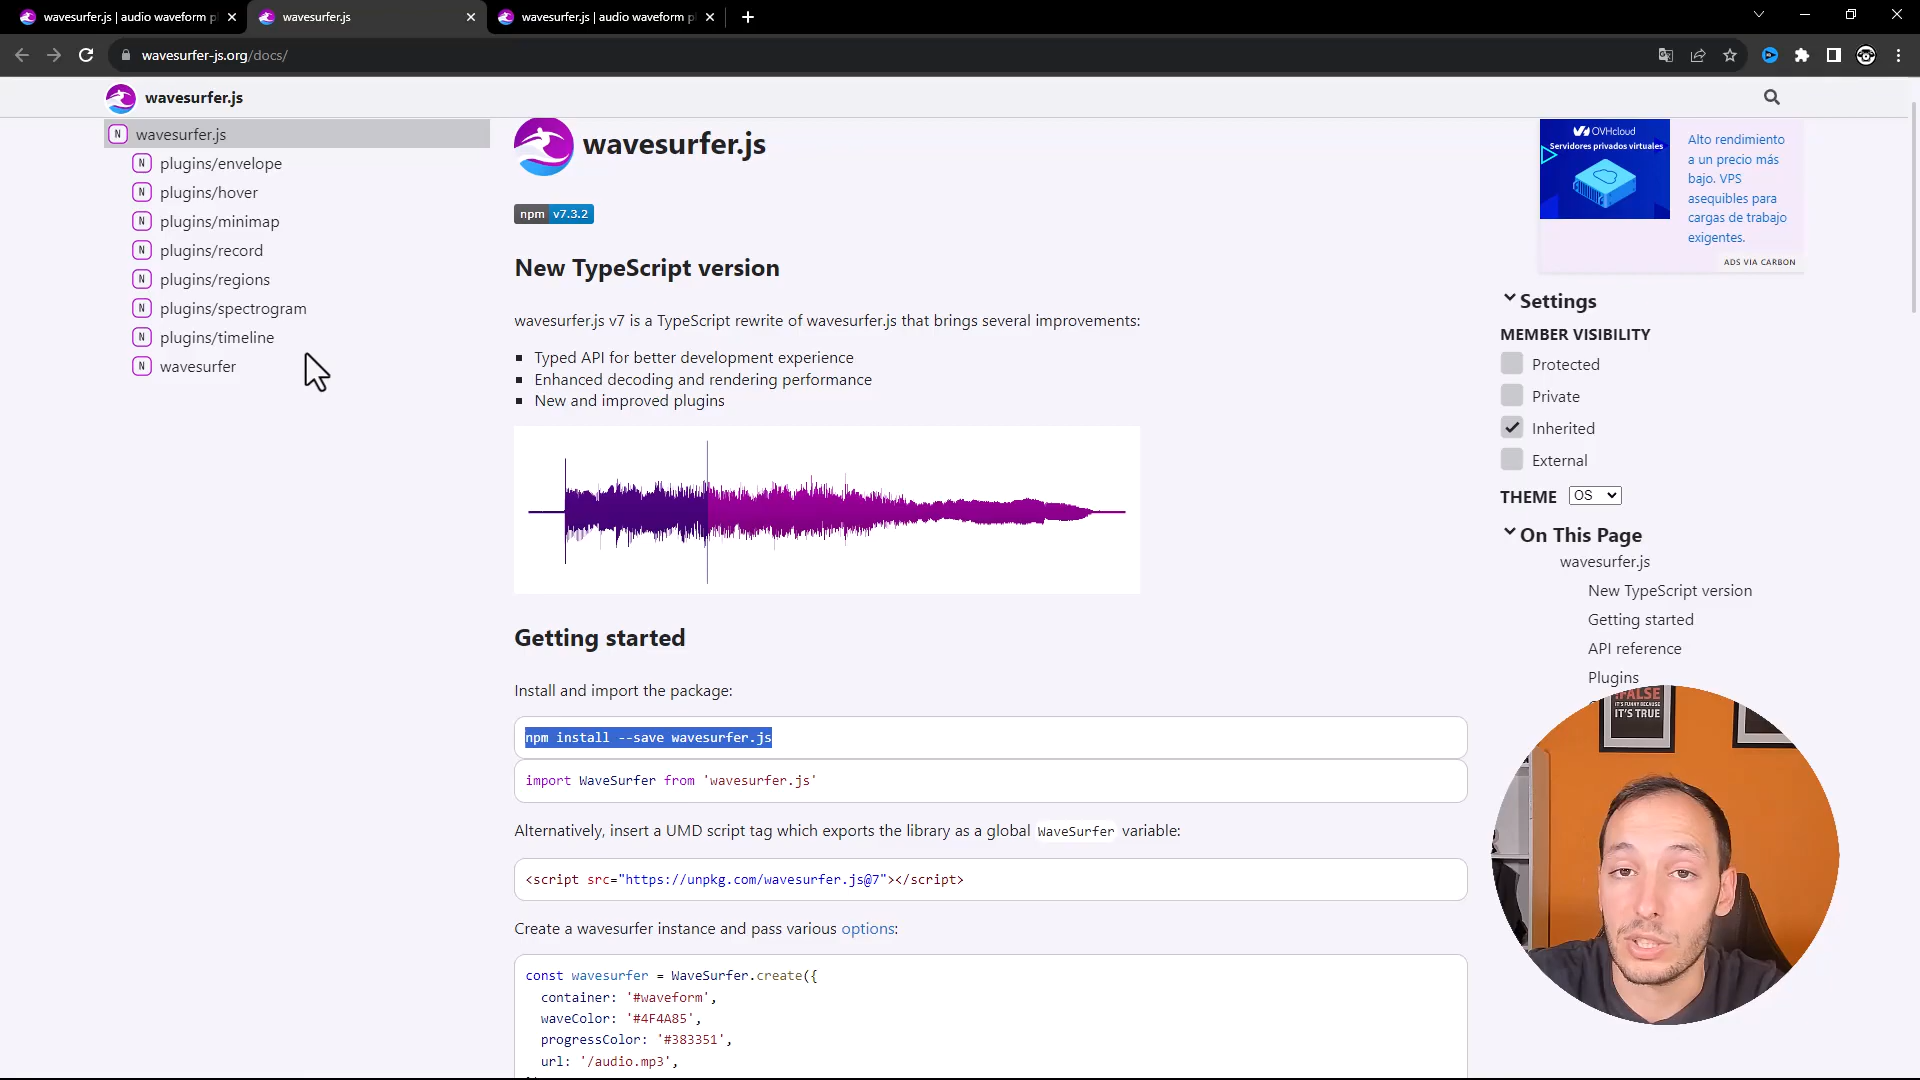 wavesurfer.js | audio waveform p
wavesurfer.js
wavesurfer.js | audio waveform p
wavesurfer-js.org/docs/
wavesurfer.js
N wavesurfer.js
N plugins/envelope
N plugins/hover
N plugins/minimap
N plugins/record
N plugins/regions
N plugins/spectrogram
N plugins/timeline
N wavesurfer
wavesurfer.js
npm v7.3.2
New TypeScript version
wavesurfer.js v7 is a TypeScript rewrite of wavesurfer.js that brings several improvements:
Typed API for better development experience
Enhanced decoding and rendering performance
New and improved plugins
Getting started
Install and import the package:
npm install --save wavesurfer.js
import WaveSurfer from 'wavesurfer.js'
Alternatively, insert a UMD script tag which exports the library as a global WaveSurfer variable:
<script src="https://unpkg.com/wavesurfer.js@7"></script>
Create a wavesurfer instance and pass various options:
const wavesurfer = WaveSurfer.create({
container: '#waveform',
waveColor: '#4F4A85',
progressColor: '#383351',
url: '/audio.mp3',
OVHcloud
Servidores privados virtuales
Alto rendimiento
a un precio más
bajo. VPS
asequibles para
cargas de trabajo
exigentes.
ADS VIA CARBON
Settings
MEMBER VISIBILITY
Protected
Private
Inherited
External
THEME OS
On This Page
wavesurfer.js
New TypeScript version
Getting started
API reference
Plugins
!FALSE
IT'S FUNNY BECAUSE
IT'S TRUE